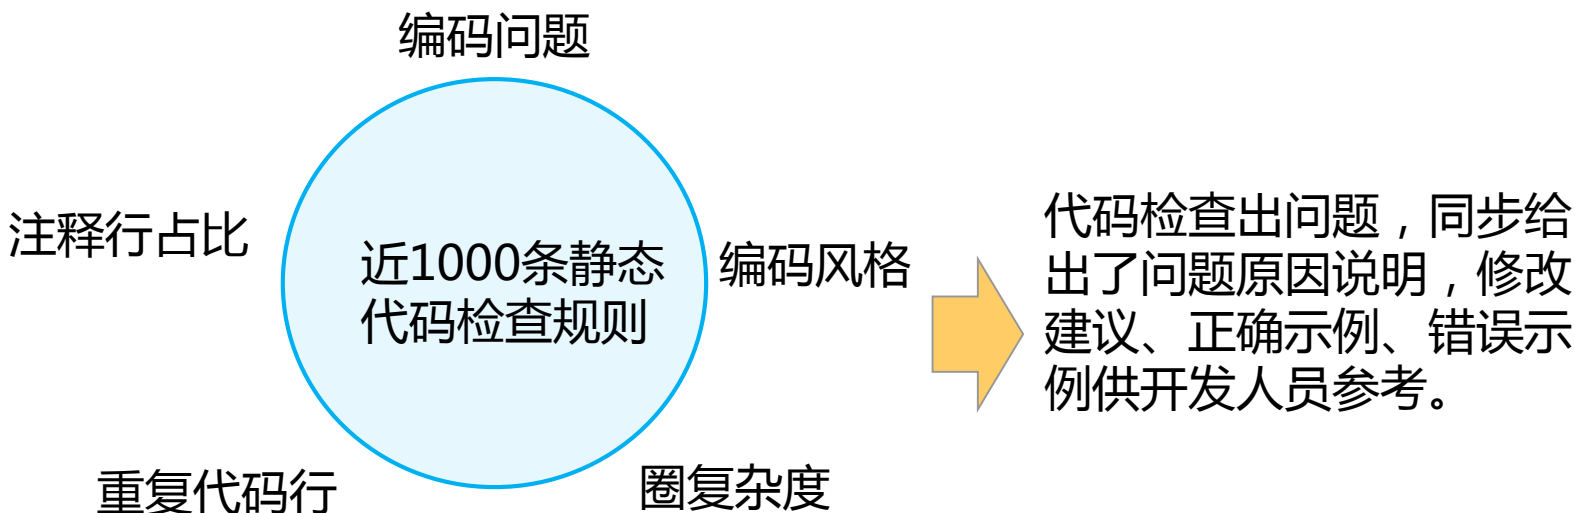 编码问题
注释行占比
近1000条静态
代码检查规则
编码风格
重复代码行
圈复杂度
代码检查出问题，同步给
出了问题原因说明，修改
建议、正确示例、错误示
例供开发人员参考。